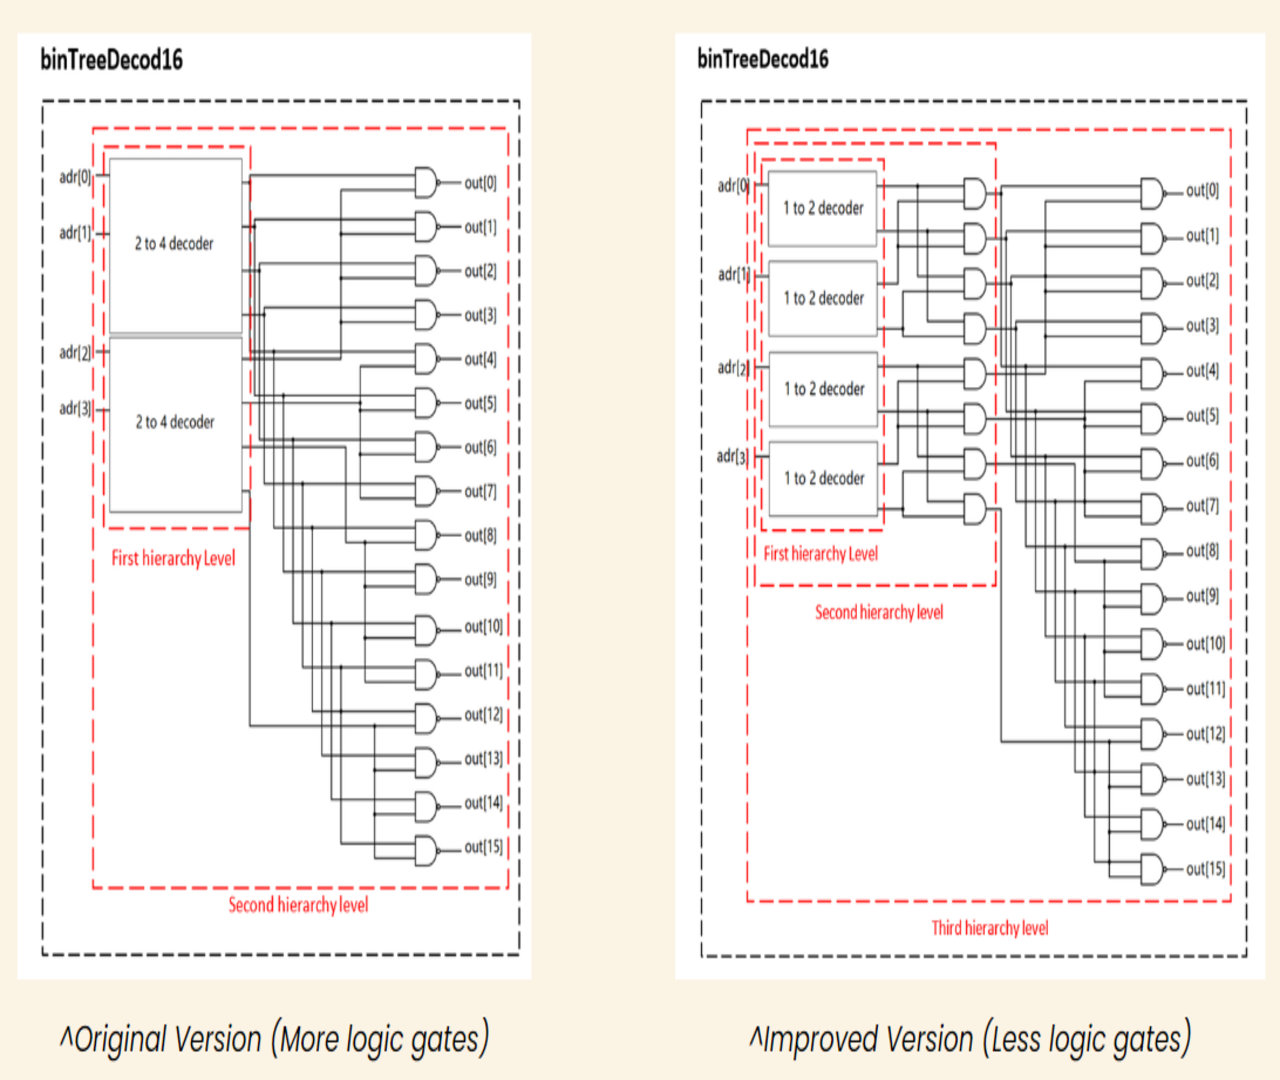 binTreeDecod16
adr[0]
adr[1]
2 to 4 decoder
adr[2]
adr[3]
2 to 4 decoder
First hierarchy Level
out[0]
out[1]
out[2]
out[3]
out[4]
out[5]
out[6]
out[7]
out[8]
out[9]
out[10]
out[11]
out[12]
out[13]
out[14]
out[15]
Second hierarchy level
^Original Version (More logic gates)
binTreeDecod16
adr[0]
1 to 2 decoder
adr[1]
1 to 2 decoder
adr[2]
1 to 2 decoder
adr[3]
1 to 2 decoder
First hierarchy Level
Second hierarchy level
out[0]
out[1]
out[2]
out[3]
out[4]
out[5]
out[6]
out[7]
out[8]
out[9]
out[10]
out[11]
out[12]
out[13]
out[14]
out[15]
Third hierarchy level
^Improved Version (Less logic gates)